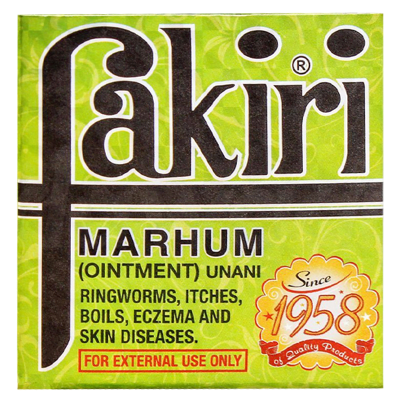 fakiri®
MARHUM
(OINTMENT) UNANI
RINGWORMS, ITCHES,
BOILS, ECZEMA AND
SKIN DISEASES.
FOR EXTERNAL USE ONLY
Since
1958
of Quality Products